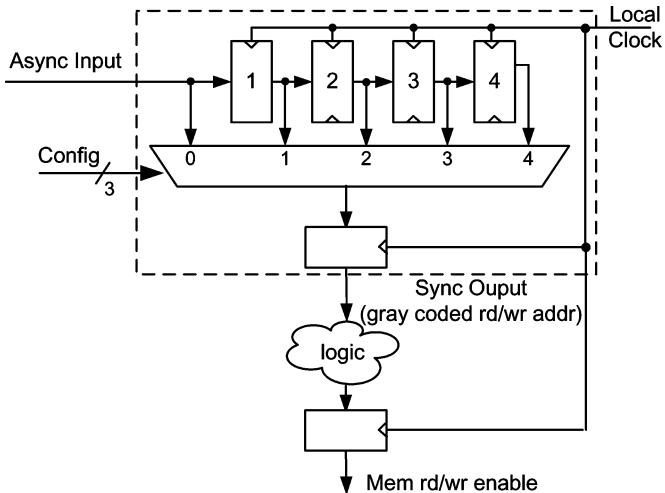 Local
Clock
Async Input
1 2 3 4
0 1 2 3 4
Config
3
Sync Ouput
(gray coded rd/wr addr)
logic
Mem rd/wr enable